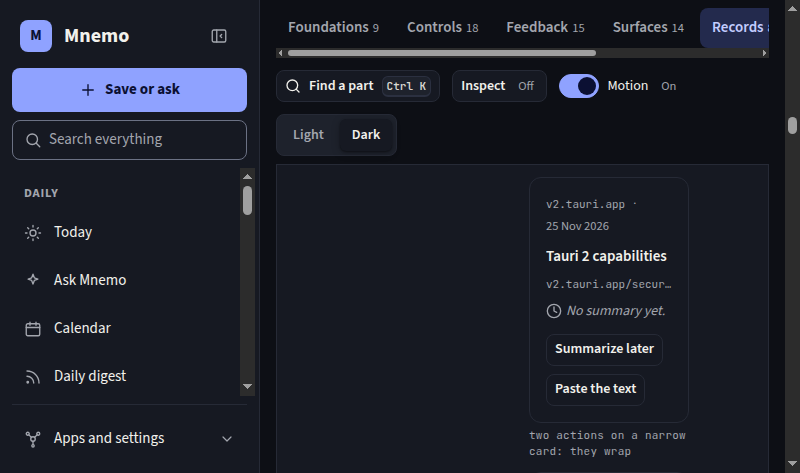 M Mnemo
Save or ask
Search everything
DAILY
Today
Ask Mnemo
Calendar
Daily digest
Apps and settings
Foundations 9 Controls 18 Feedback 15 Surfaces 14 Records
Find a part Ctrl K Inspect Off Motion On
Light Dark
v2.tauri.app ·
25 Nov 2026
Tauri 2 capabilities
v2.tauri.app/secur…
No summary yet.
Summarize later
Paste the text
two actions on a narrow
card: they wrap